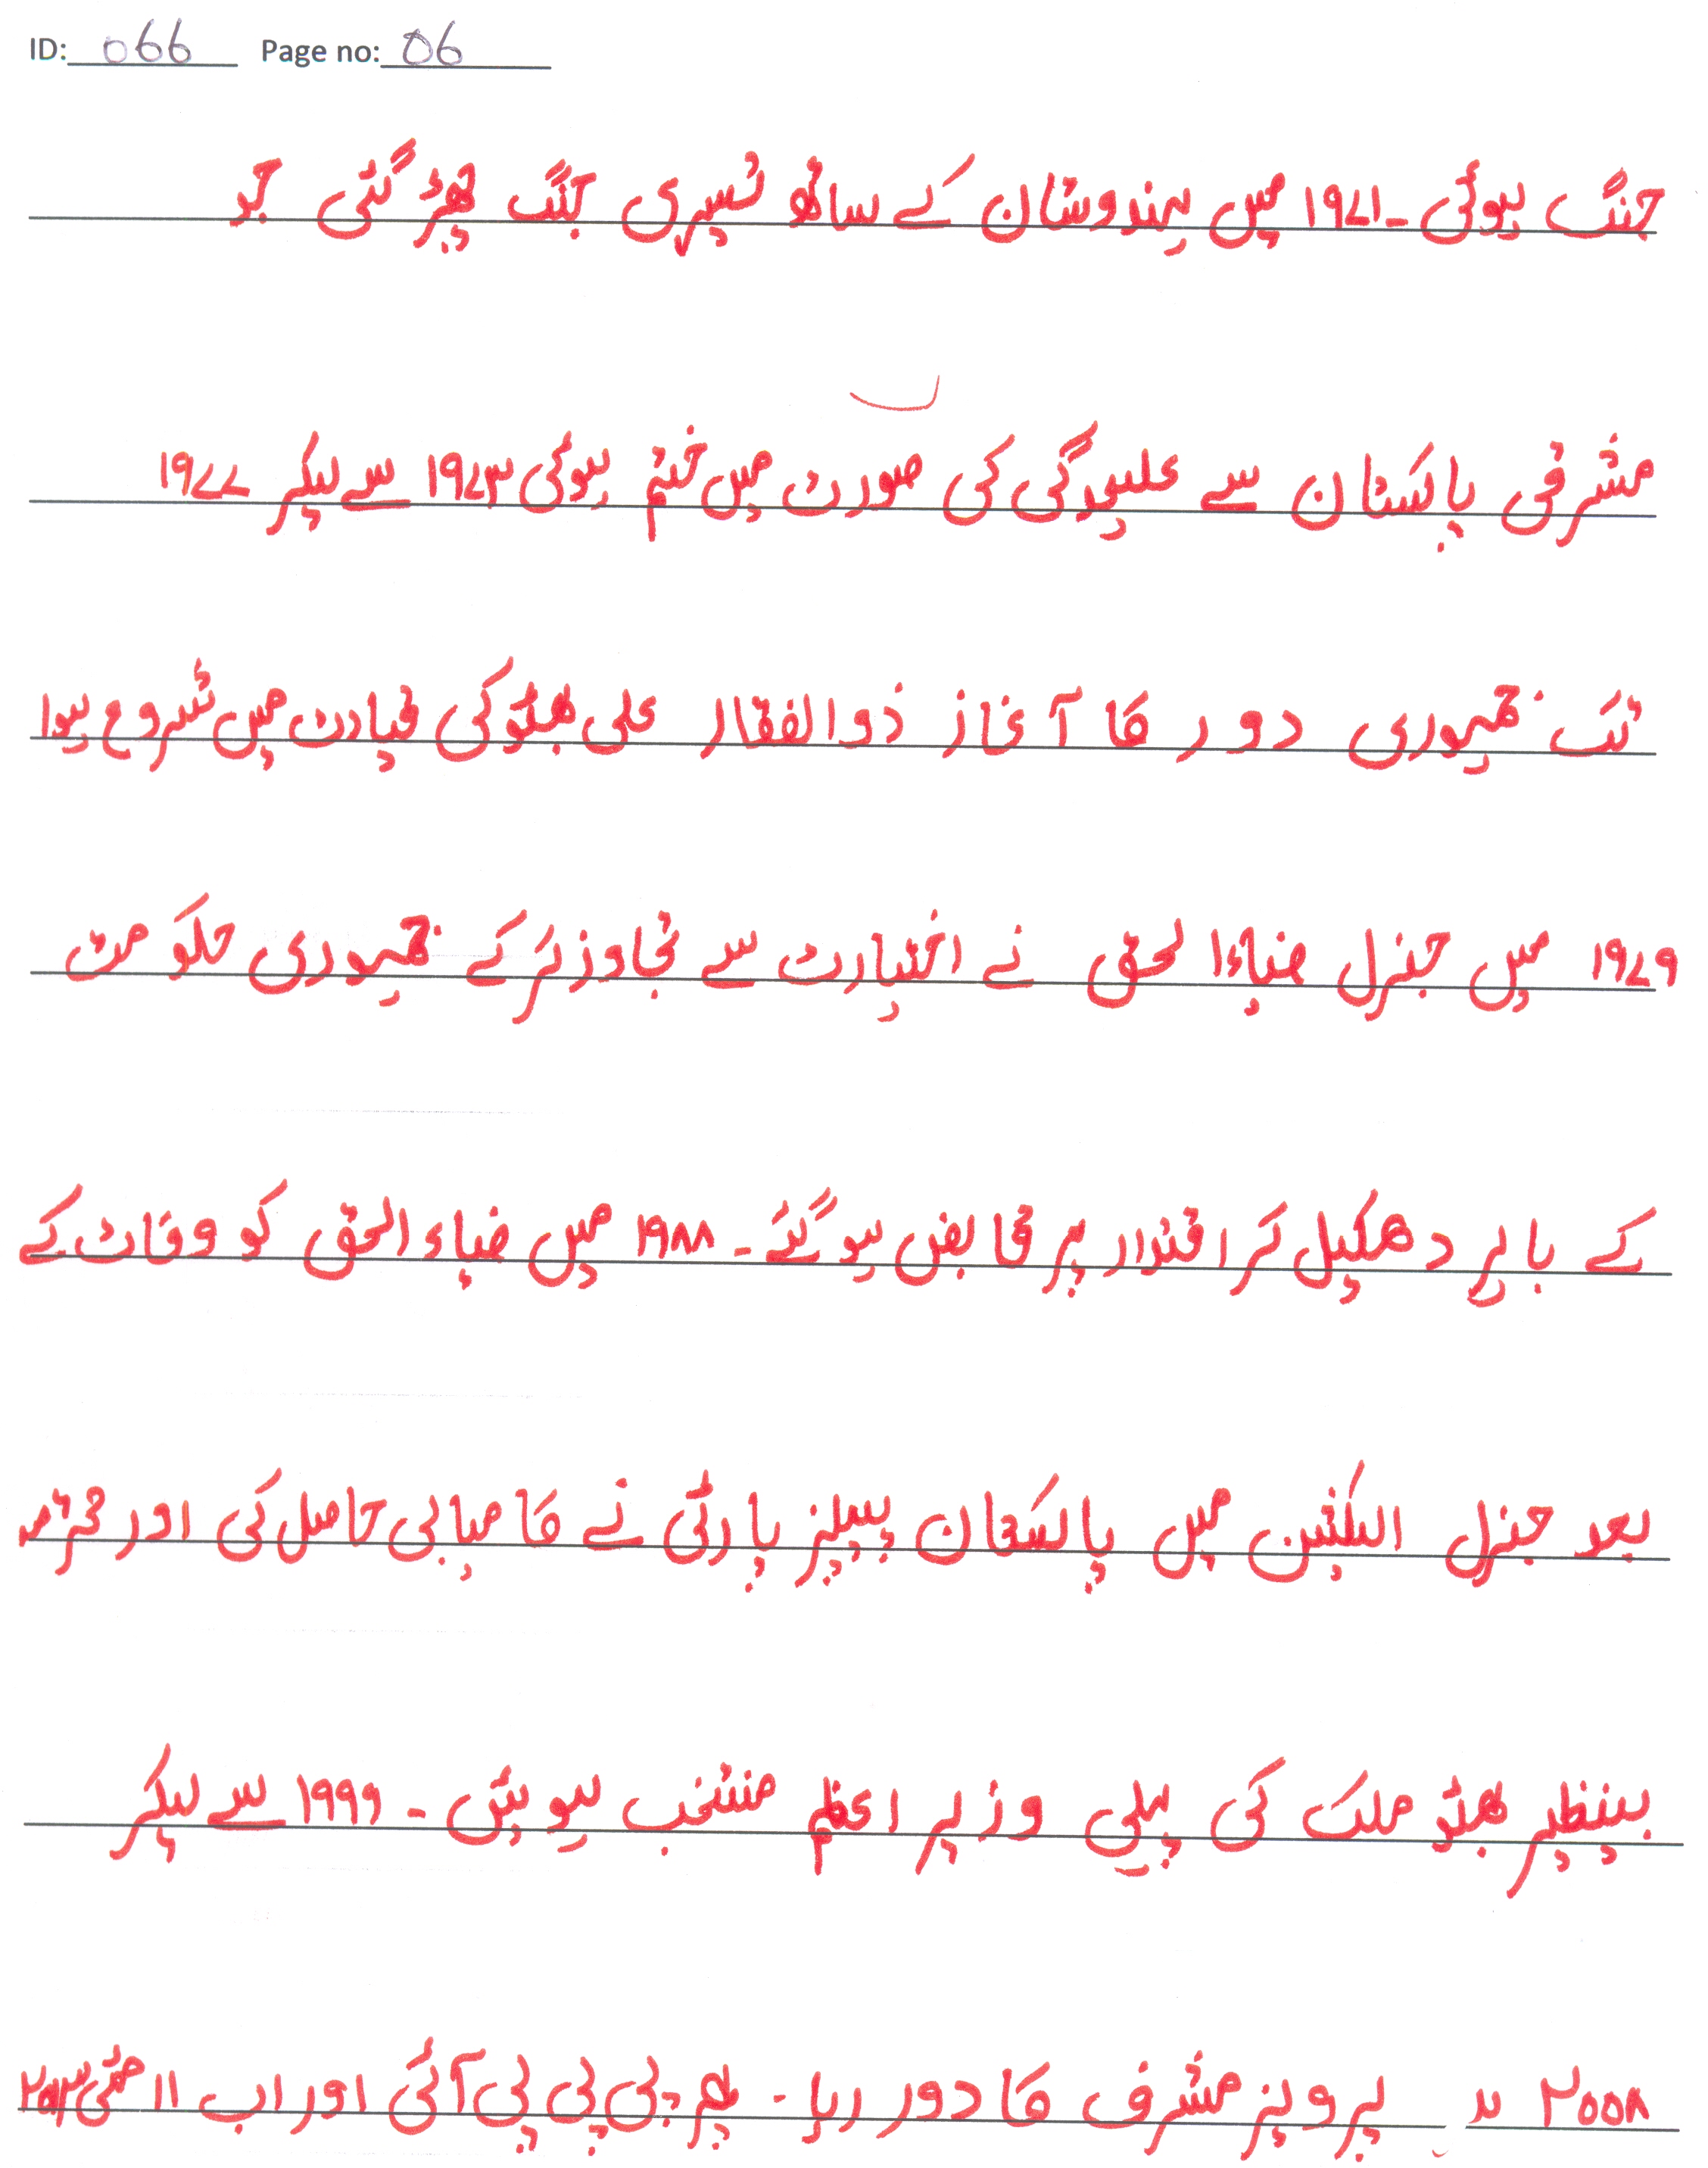 ID: 066 Page no: 06
جنگ ہوئی ۔ ۱۹۷۱ میں ہندوستان کے ساتھ تیسری جنگ چھڑ گئی جو
مشرقی پاکستان سے علیدگی کی صورت میں ختم ہوئی ۱۹۷۳ سے لیکر ۱۹۷۷
تک جمہوری دور کا آغاز ذوالفقار علی بھٹو کی قیادت میں شروع ہوا
۱۹۷۹ میں جنرل ضیاءالحق نے اختیارت سے تجاوز کر کے جمہوری حکومت
کے باہر دھکیل کر اقتدار پر قابض ہو گئے ۔ ۱۹۸۸ میں ضیاءالحق کو وفات کے
بعد جنرل الیکشن میں پاکستان پیپلز پارٹی نے کامیابی حاصل کی اور محترمہ
بینظیر بھٹو ملک کی پہلی وزیر اعظم منتخب ہوئیں ۔ ۱۹۹۹ سے لیکر
۲۰۰۸ پرویز مشرف کا دور رہا ۔ پھر جی پی پی آئی اور اب ۱۱ مئی ۲۰۱۳